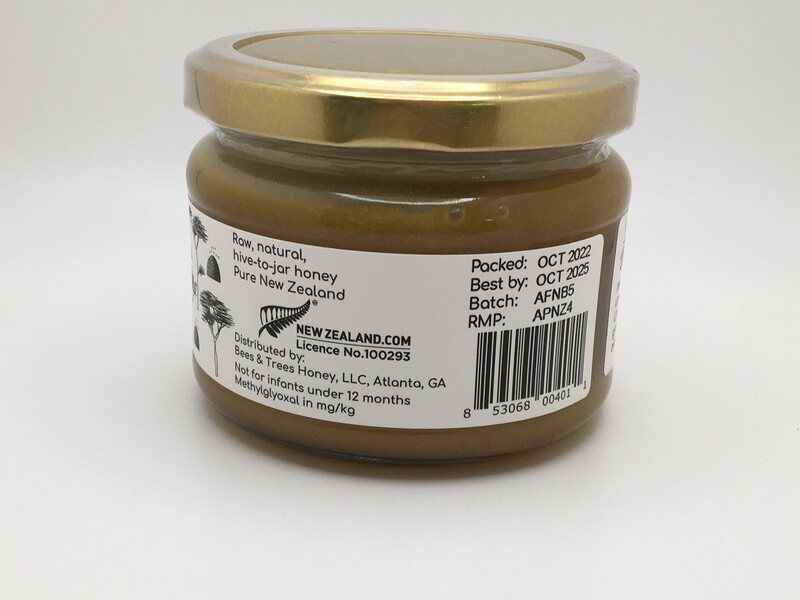 Raw, natural,
hive-to-jar honey
Pure New Zealand
NEW ZEALAND.COM
Licence No.100293
Distributed by:
Bees & Trees Honey, LLC, Atlanta, GA
Not for infants under 12 months
Methylglyoxal in mg/kg
Packed: OCT 2022
Best by: OCT 2025
Batch: AFNB5
RMP: APNZ4
8 53068 00401 1